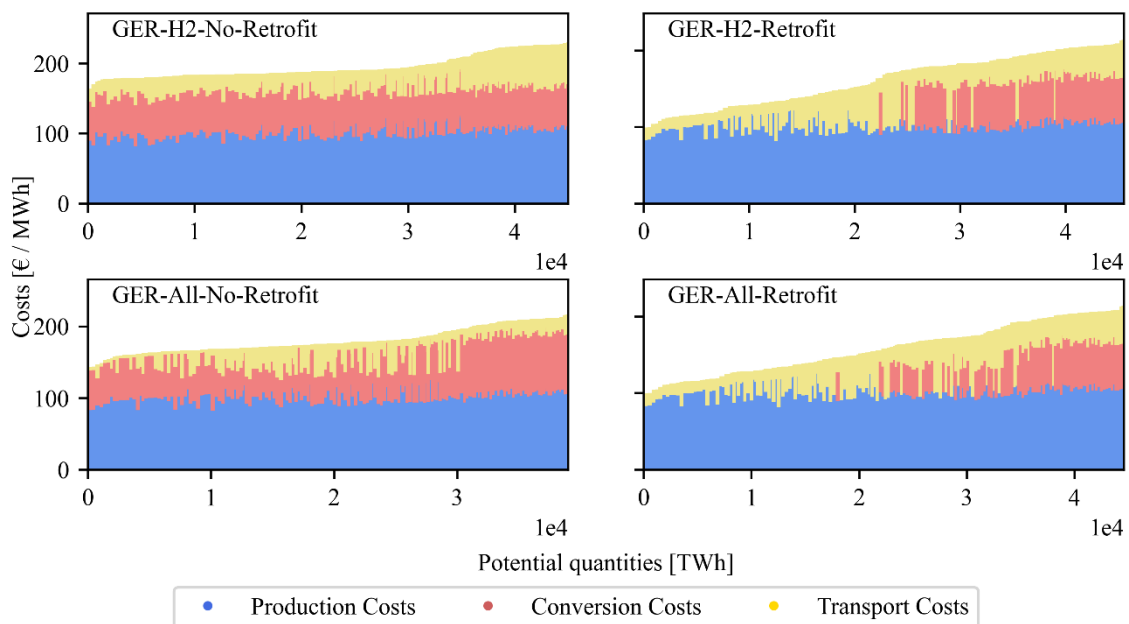 GER-H2-No-Retrofit
GER-H2-Retrofit
200
100
0
0 1 2 3 4
1e4
0 1 2 3 4
1e4
Costs [€ / MWh]
GER-All-No-Retrofit
GER-All-Retrofit
200
100
0
0 1 2 3
1e4
0 1 2 3 4
1e4
Potential quantities [TWh]
Production Costs Conversion Costs Transport Costs